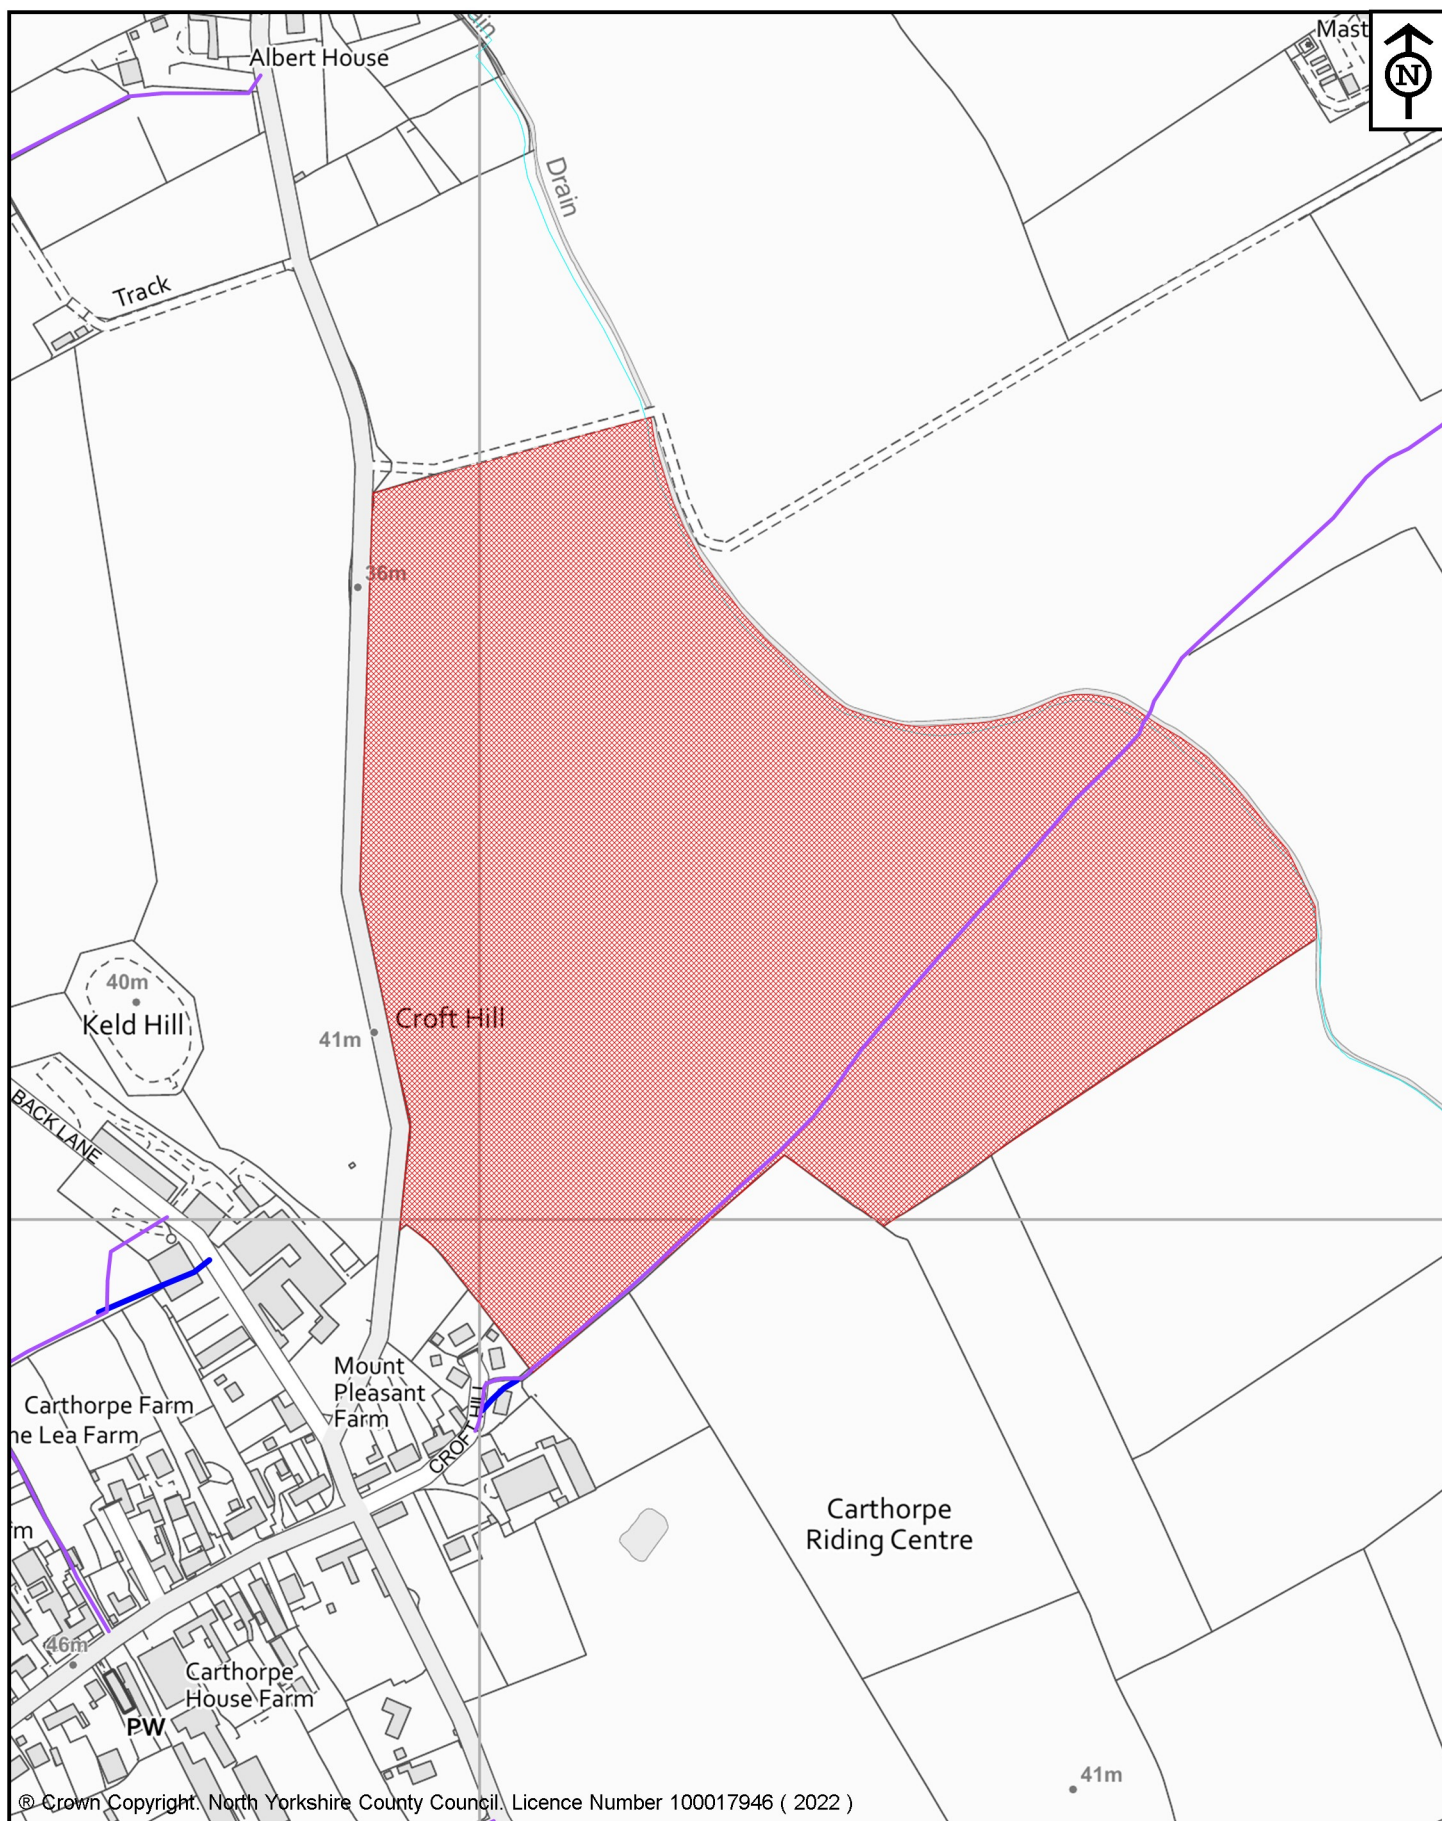 Albert House
Mast
N
Drain
Track
36m
40m
Keld Hill
41m
Croft Hill
BACK LANE
Mount
Pleasant
Farm
Carthorpe Farm
ne Lea Farm
CROFT HILL
Carthorpe
Riding Centre
46m
Carthorpe
House Farm
PW
41m
® Crown Copyright. North Yorkshire County Council. Licence Number 100017946 ( 2022 )